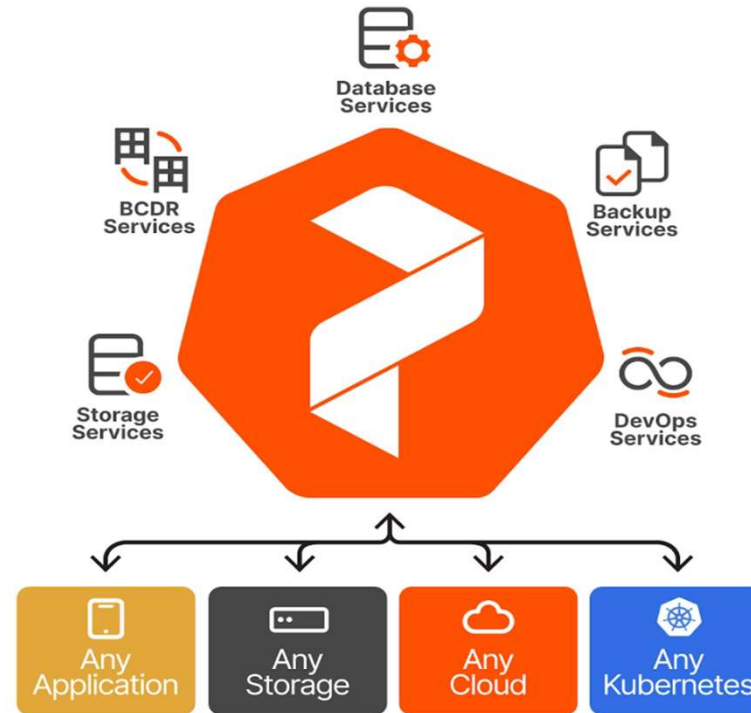 Database
Services
BCDR
Services
Backup
Services
Storage
Services
DevOps
Services
Any
Application
Any
Storage
Any
Cloud
Any
Kubernetes